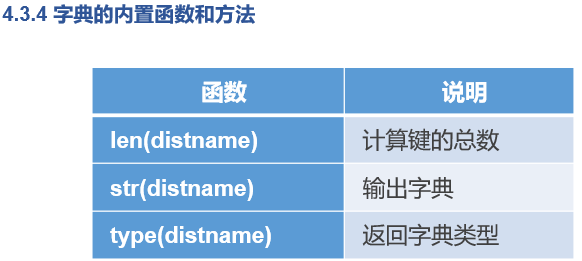 4.3.4 字典的内置函数和方法
函数 说明
len(distname) 计算键的总数
str(distname) 输出字典
type(distname) 返回字典类型